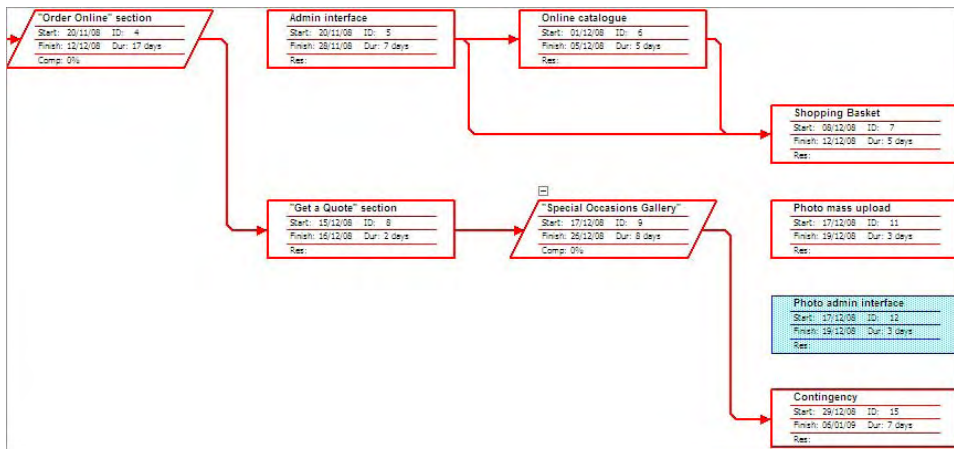 "Order Online" section
Start: 20/11/08 ID: 4
Finish: 12/12/08 Dur: 17 days
Comp: 0%
Admin interface
Start: 20/11/08 ID: 5
Finish: 28/11/08 Dur: 7 days
Res:
Online catalogue
Start: 01/12/08 ID: 6
Finish: 05/12/08 Dur: 5 days
Res:
Shopping Basket
Start: 08/12/08 ID: 7
Finish: 12/12/08 Dur: 5 days
Res:
"Get a Quote" section
Start: 15/12/08 ID: 8
Finish: 16/12/08 Dur: 2 days
Res:
"Special Occasions Gallery"
Start: 17/12/08 ID: 9
Finish: 26/12/08 Dur: 8 days
Comp: 0%
Photo mass upload
Start: 17/12/08 ID: 11
Finish: 19/12/08 Dur: 3 days
Res:
Photo admin interface
Start: 17/12/08 ID: 12
Finish: 19/12/08 Dur: 3 days
Res:
Contingency
Start: 29/12/08 ID: 15
Finish: 06/01/09 Dur: 7 days
Res: